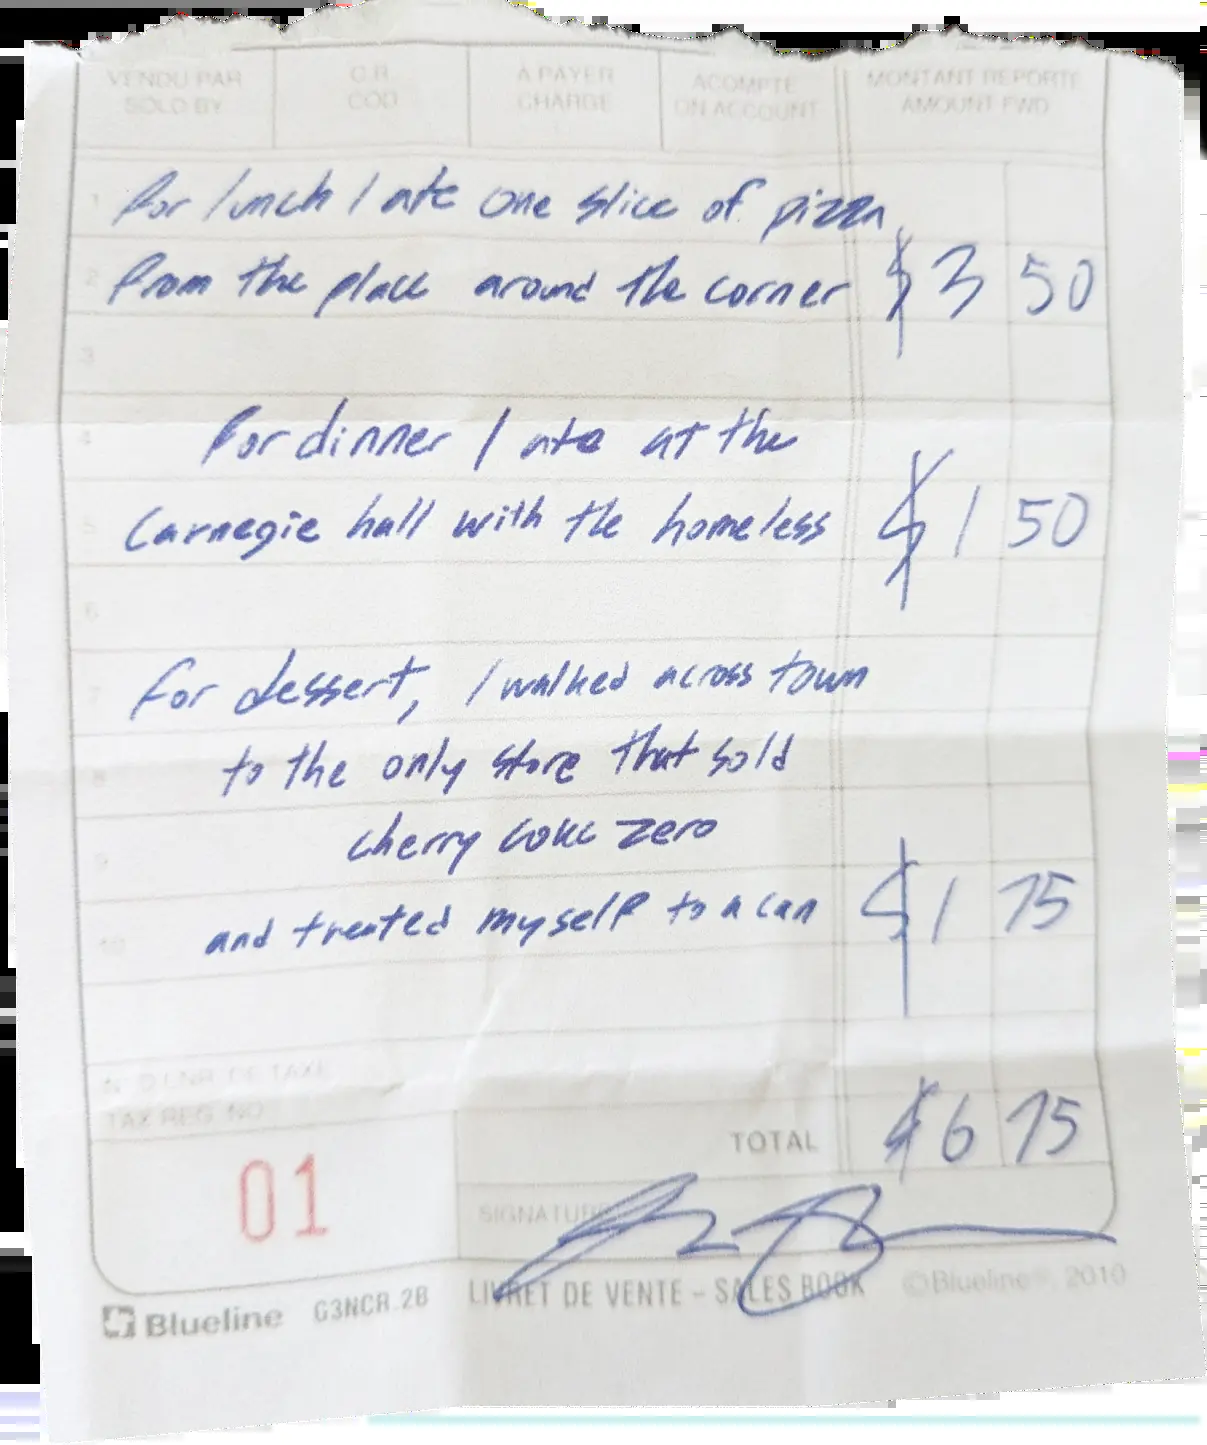 VENDU PAR
SOLD BY
C.R.
COD
A PAYER
CHARGE
ACOMPTE
ON ACCOUNT
MONTANT REPORTE
AMOUNT FWD
1 For lunch I ate one slice of pizza
2 from the place around the corner $3 50
3
4 For dinner I ate at the
5 Carnegie hall with the homeless $1 50
6
7 For dessert, I walked across town
8 to the only store that sold
9 cherry coke zero
10 and treated myself to a can $1 75
N° D'ENR. DE TAXE
TAX REG. NO.
TOTAL $6 75
01
SIGNATURE
Blueline G3NCR.2B LIVRET DE VENTE - SALES BOOK ©Blueline®, 2010